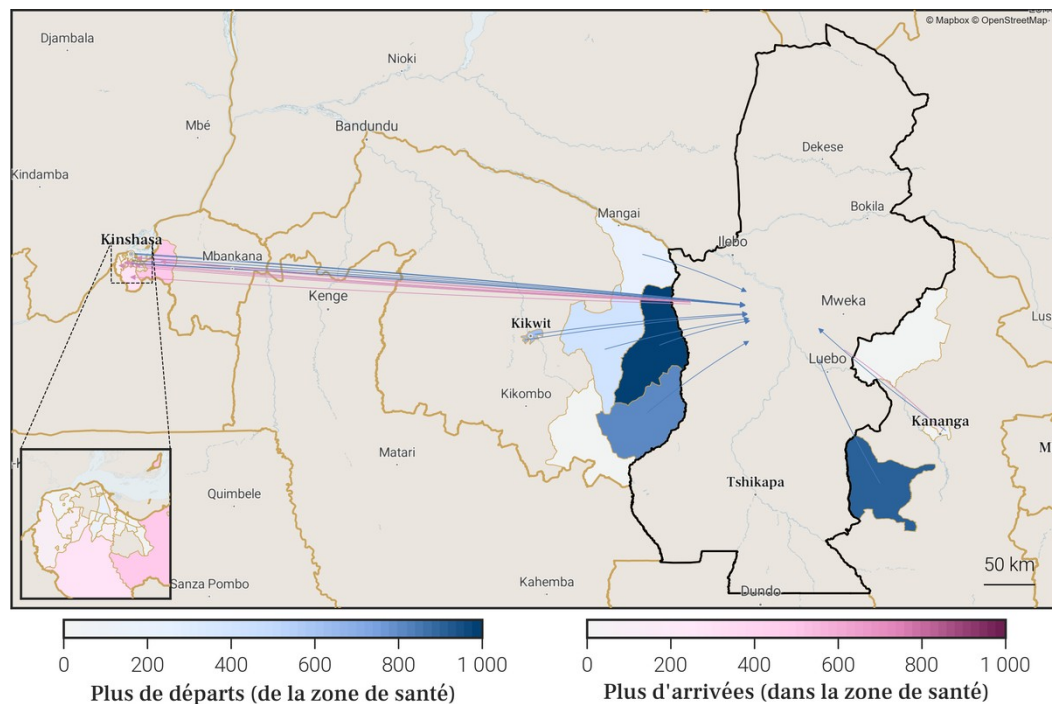 © Mapbox © OpenStreetMap
Djambala
Nioki
Mbé
Bandundu
Dekese
Kindamba
Mangai
Bokila
Kinshasa
Ilebo
Mbankana
Kenge
Mweka
Lus
Kikwit
Luebo
Kikombo
Kananga
Matari
M
Quimbele
Tshikapa
50 km
Sanza Pombo
Kahemba
Dundo
0 200 400 600 800 1 000
Plus de départs (de la zone de santé)
0 200 400 600 800 1 000
Plus d'arrivées (dans la zone de santé)